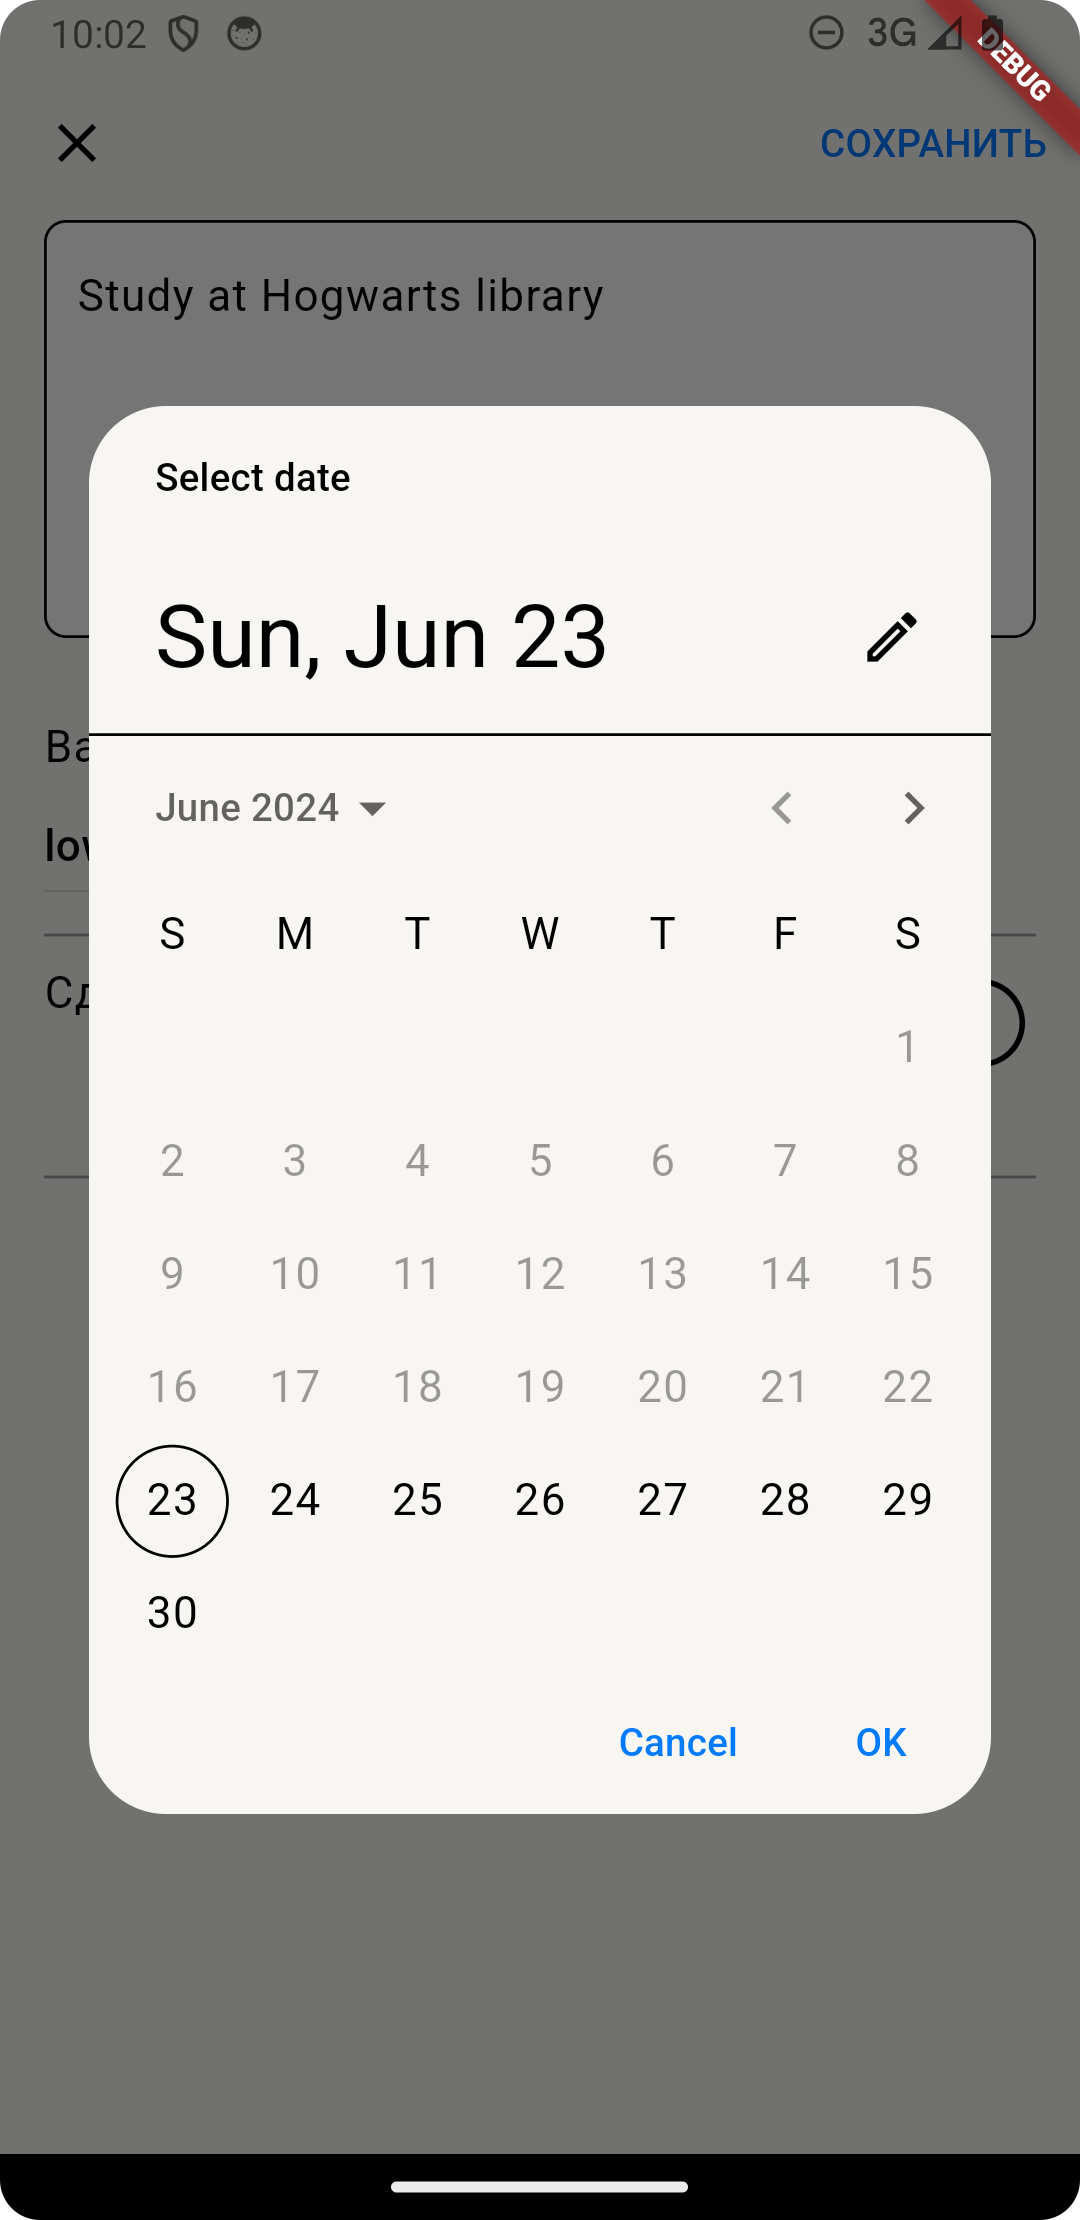 10:02 3G
DEBUG
СОХРАНИТЬ
Study at Hogwarts library
Select date
Sun, Jun 23
June 2024
S M T W T F S
1
2 3 4 5 6 7 8
9 10 11 12 13 14 15
16 17 18 19 20 21 22
23 24 25 26 27 28 29
30
Cancel OK